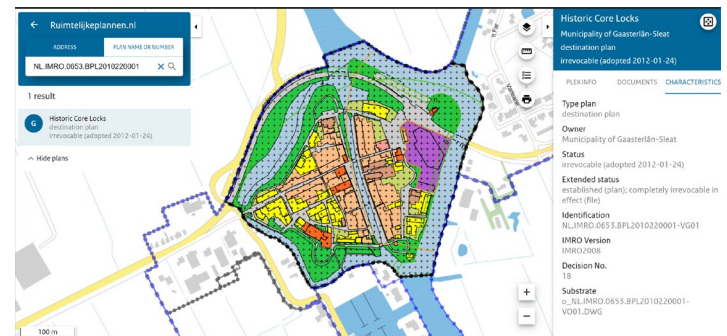 ← Ruimtelijkeplannen.nl
ADDRESS
PLAN NAME OR NUMBER
NL.IMRO.0653.BPL2010220001
1 result
G
Historic Core Locks
destination plan
irrevocable (adopted 2012-01-24)
Hide plans
100 m
+
−
Historic Core Locks
Municipality of Gaasterlân-Sleat
destination plan
irrevocable (adopted 2012-01-24)
PLEKINFO
DOCUMENTS
CHARACTERISTICS
Type plan
destination plan
Owner
Municipality of Gaasterlân-Sleat
Status
irrevocable (adopted 2012-01-24)
Extended status
established (plan); completely irrevocable in
effect (file)
Identification
NL.IMRO.0653.BPL2010220001-VG01
IMRO Version
IMRO2008
Decision No.
18
Substrate
o_NL.IMRO.0653.BPL2010220001-
VO01.DWG